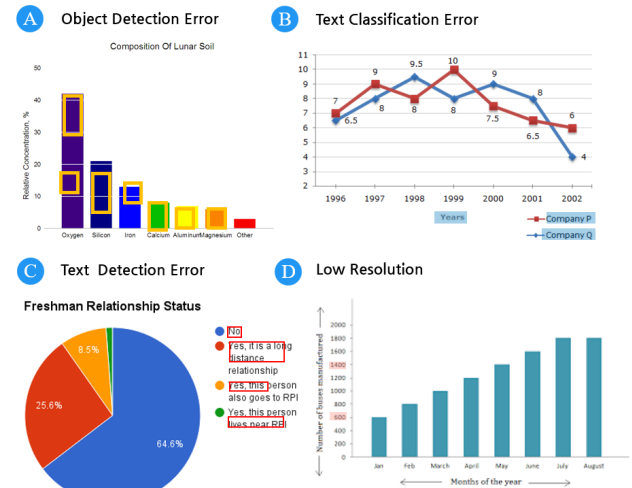 A Object Detection Error
Composition Of Lunar Soil
Relative Concentration, %
50
40
30
20
10
0
Oxygen Silicon Iron Calcium Aluminum Magnesium Other
B Text Classification Error
11
10
9
8
7
6
5
4
3
2
7 9 8 10 7.5 6.5 6
6.5 8 9.5 8 9 8 4
1996 1997 1998 1999 2000 2001 2002
Years
Company P
Company Q
C Text Detection Error
Freshman Relationship Status
No
Yes, it is a long
distance
relationship
Yes, this person
also goes to RPI
Yes, this person
lives near RPI
8.5%
25.6%
64.6%
D Low Resolution
Number of buses manufactured
2000
1800
1400
1400
1200
1000
800
600
400
200
0
Jan Feb March April May June July August
Months of the year